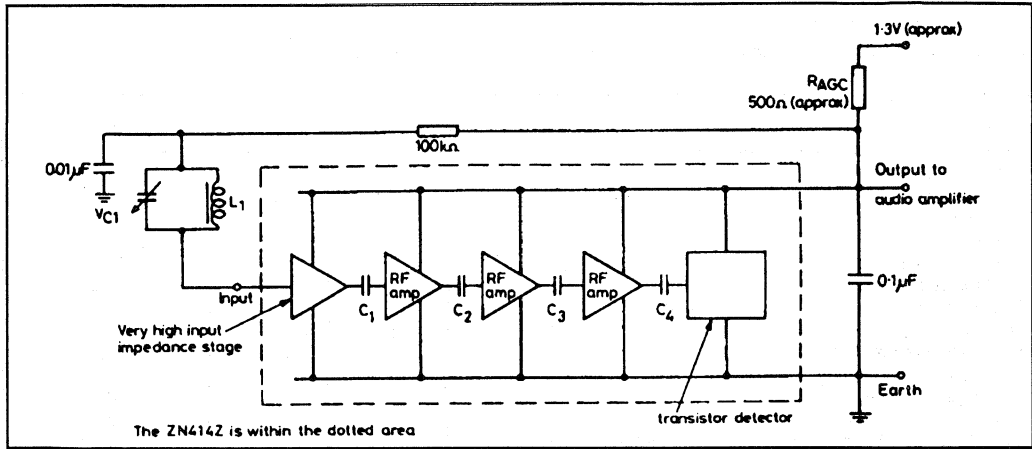 1·3V (approx)
RAGC
500Ω (approx)
100kΩ
0.01µF
VC1
L1
Output to
audio amplifier
RF
amp
RF
amp
RF
amp
Input
C1
C2
C3
C4
0.1µF
Very high input
impedance stage
Earth
transistor detector
The ZN414Z is within the dotted area